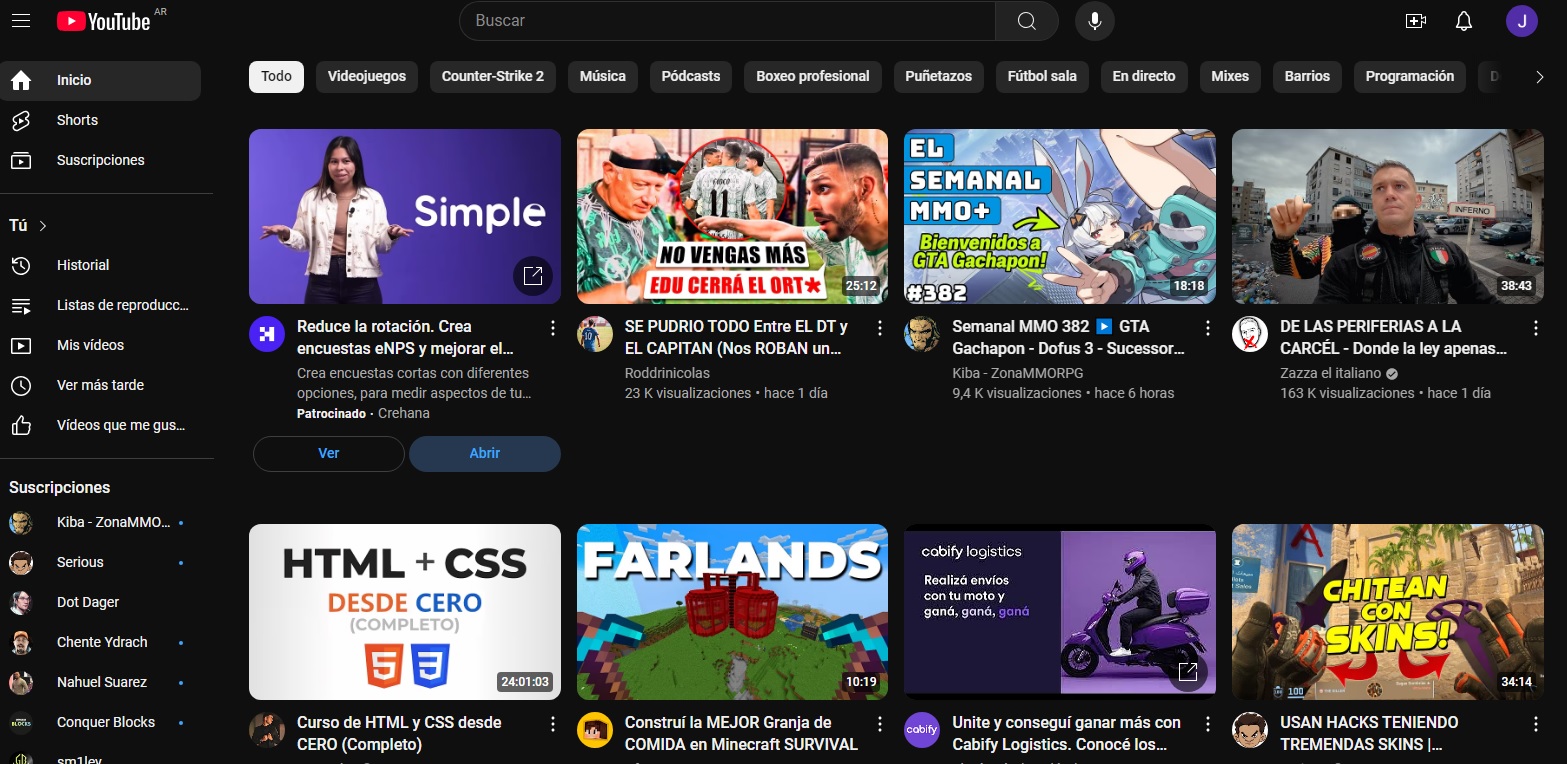 YouTube AR
Buscar
J
Inicio
Shorts
Suscripciones
Tú
Historial
Listas de reproducc...
Mis vídeos
Ver más tarde
Vídeos que me gus...
Suscripciones
Kiba - ZonaMMO...
Serious
Dot Dager
Chente Ydrach
Nahuel Suarez
Conquer Blocks
sm1ley
Todo
Videojuegos
Counter-Strike 2
Música
Pódcasts
Boxeo profesional
Puñetazos
Fútbol sala
En directo
Mixes
Barrios
Programación
Simple
Reduce la rotación. Crea
encuestas eNPS y mejorar el...
Crea encuestas cortas con diferentes
opciones, para medir aspectos de tu...
Patrocinado · Crehana
Ver
Abrir
11
NO VENGAS MÁS
EDU CERRÁ EL ORT*
25:12
SE PUDRIO TODO Entre EL DT y
EL CAPITAN (Nos ROBAN un...
Roddrinicolas
23 K visualizaciones • hace 1 día
EL
SEMANAL
MMO+
Bienvenidos a
GTA Gachapon!
#382
18:18
Semanal MMO 382 ▶️ GTA
Gachapon - Dofus 3 - Sucessor...
Kiba - ZonaMMORPG
9,4 K visualizaciones • hace 6 horas
INFERNO
38:43
DE LAS PERIFERIAS A LA
CARCÉL - Donde la ley apenas...
Zazza el italiano
163 K visualizaciones • hace 1 día
HTML + CSS
DESDE CERO
(COMPLETO)
5 3
24:01:03
Curso de HTML y CSS desde
CERO (Completo)
FARLANDS
10:19
Construí la MEJOR Granja de
COMIDA en Minecraft SURVIVAL
cabify logistics
Realizá envíos
con tu moto y
ganá, ganá, ganá
cabify
Unite y conseguí ganar más con
Cabify Logistics. Conocé los...
A
CHITEAN
CON
SKINS!
100
34:14
USAN HACKS TENIENDO
TREMENDAS SKINS |...